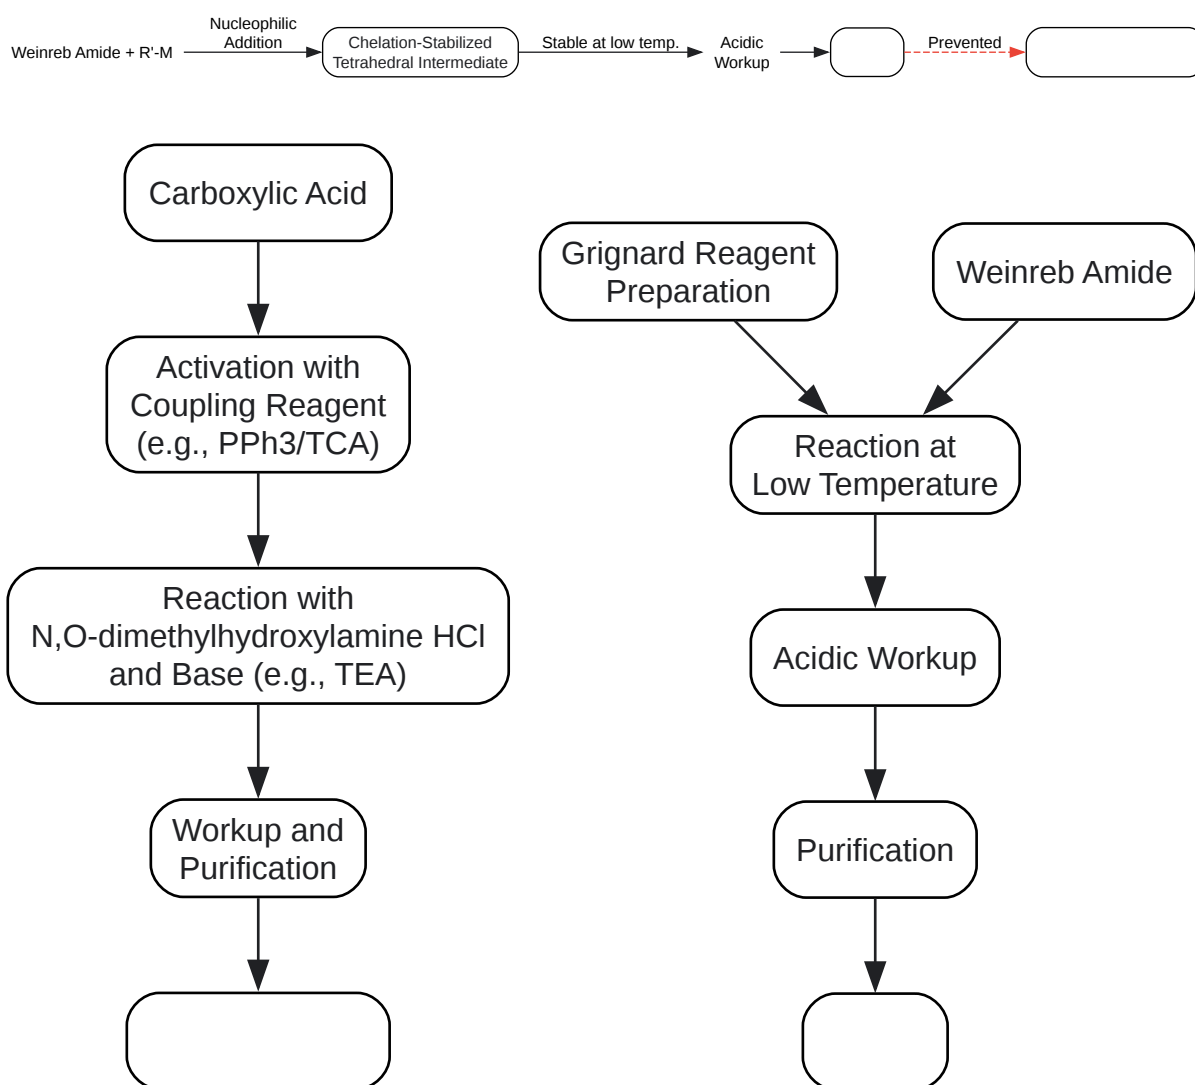 Weinreb Amide + R'-M
Nucleophilic
Addition
Chelation-Stabilized
Tetrahedral Intermediate
Stable at low temp.
Acidic
Workup
Prevented
Carboxylic Acid
Activation with
Coupling Reagent
(e.g., PPh3/TCA)
Reaction with
N,O-dimethylhydroxylamine HCl
and Base (e.g., TEA)
Workup and
Purification
Grignard Reagent
Preparation
Weinreb Amide
Reaction at
Low Temperature
Acidic Workup
Purification